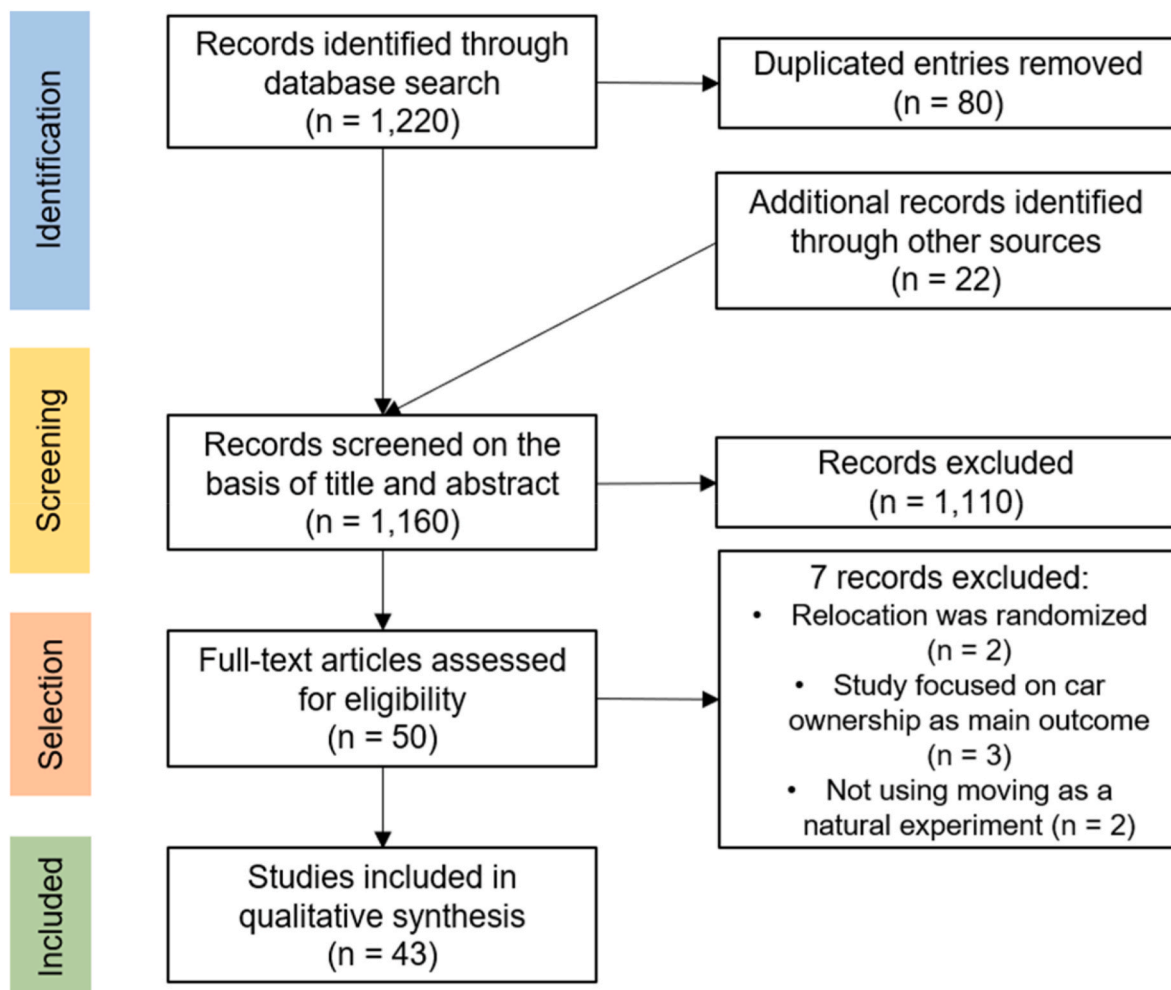 Identification
Records identified through
database search
(n = 1,220)
Duplicated entries removed
(n = 80)
Additional records identified
through other sources
(n = 22)
Screening
Records screened on the
basis of title and abstract
(n = 1,160)
Records excluded
(n = 1,110)
Selection
Full-text articles assessed
for eligibility
(n = 50)
7 records excluded:
• Relocation was randomized
(n = 2)
• Study focused on car
ownership as main outcome
(n = 3)
• Not using moving as a
natural experiment (n = 2)
Included
Studies included in
qualitative synthesis
(n = 43)